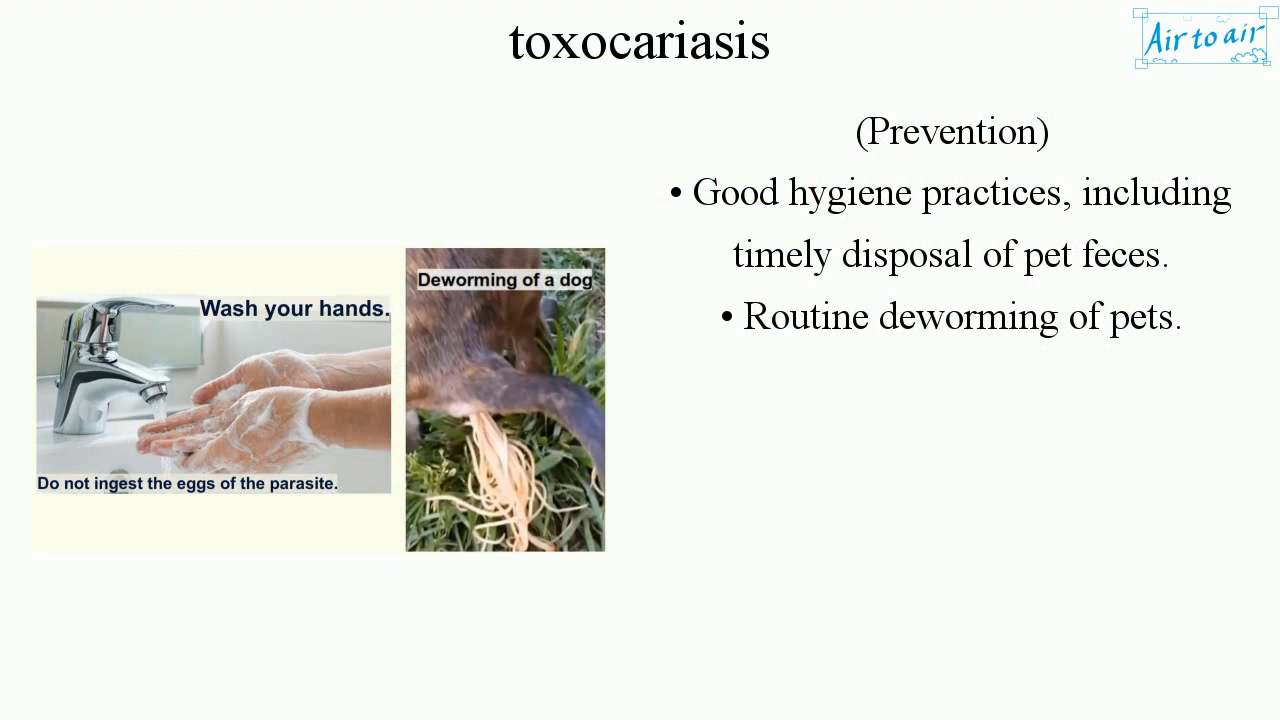 toxocariasis
Air to air
(Prevention)
• Good hygiene practices, including
timely disposal of pet feces.
• Routine deworming of pets.
Wash your hands.
Do not ingest the eggs of the parasite.
Deworming of a dog